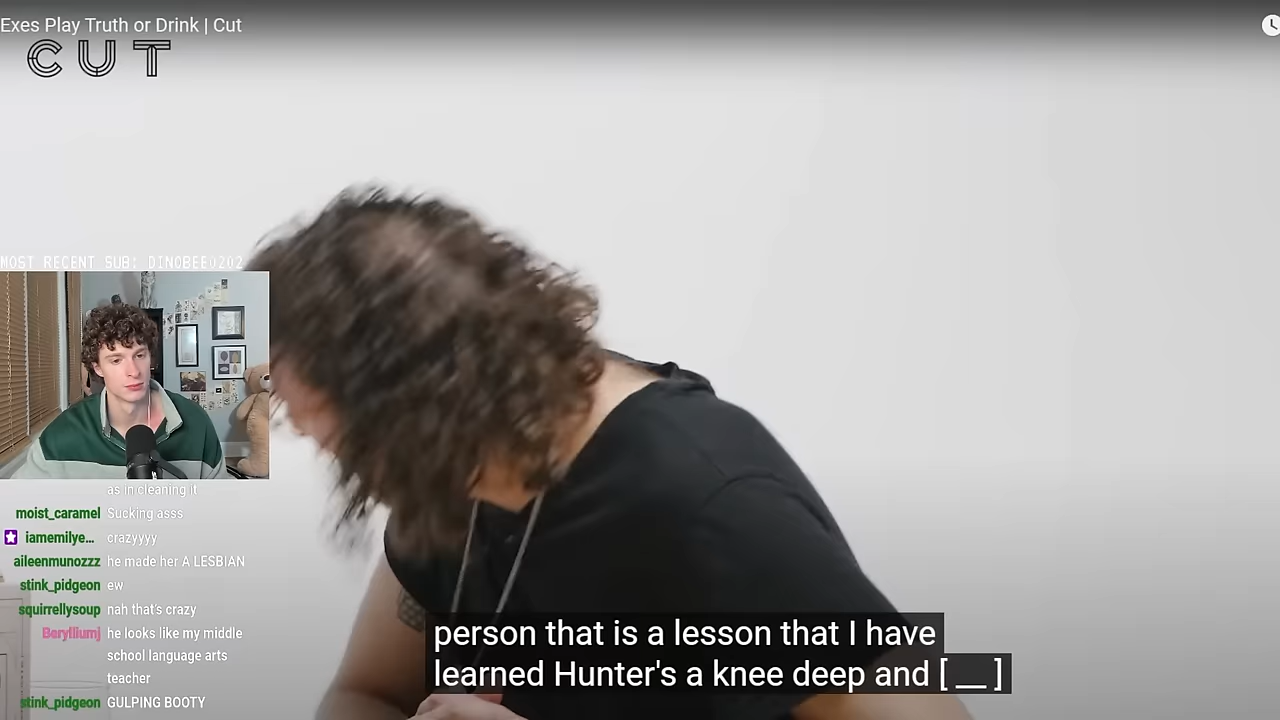 Exes Play Truth or Drink | Cut
CUT
MOST RECENT SUB: DINOBEE0202
as in cleaning it
moist_caramel Sucking asss
iamemilye... crazyyyy
aileenmunozzz he made her A LESBIAN
stink_pidgeon ew
squirrellysoup nah that's crazy
Berylliumj he looks like my middle
school language arts
teacher
stink_pidgeon GULPING BOOTY
person that is a lesson that I have
learned Hunter's a knee deep and [ __ ]